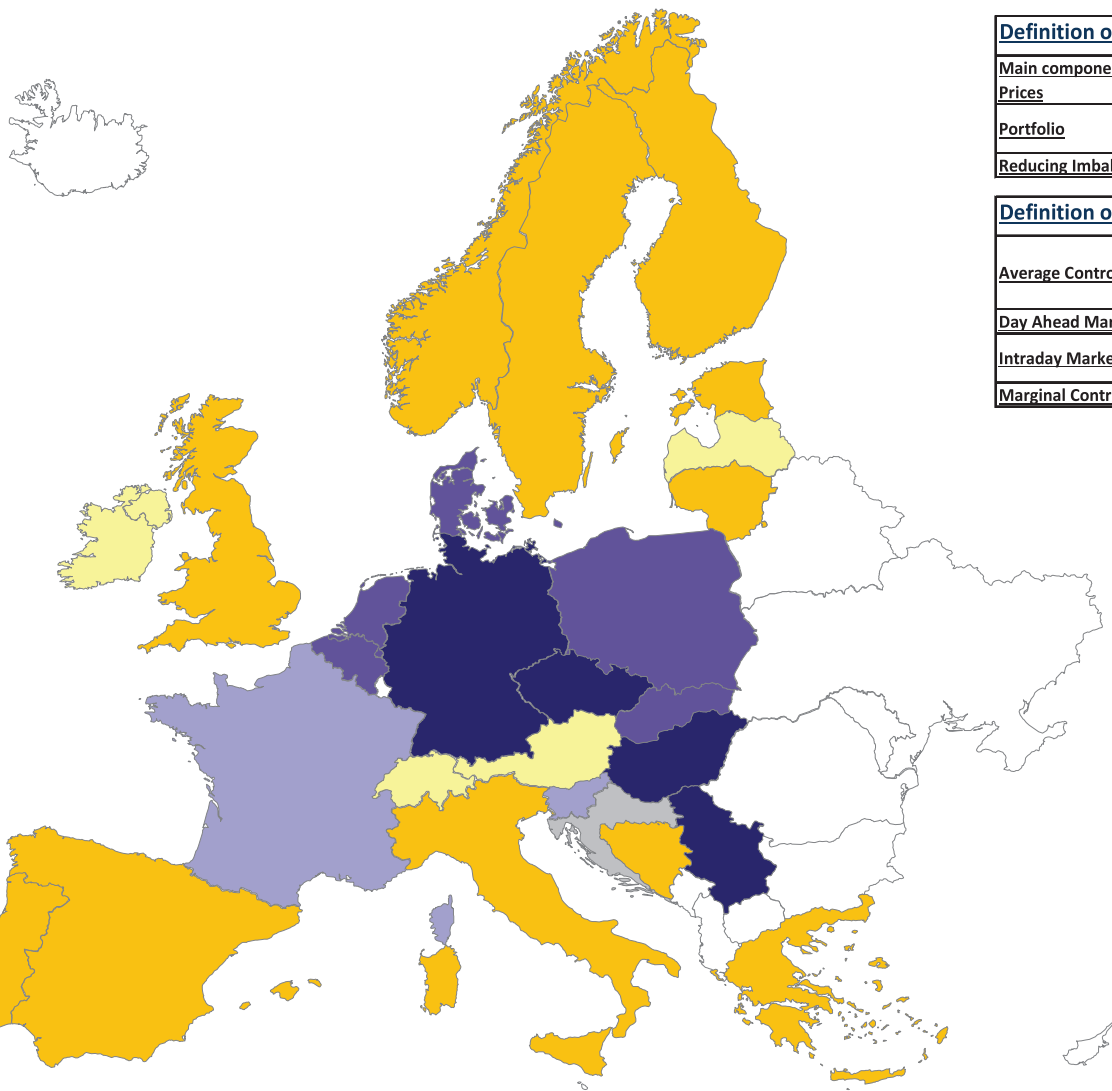 Definition o
Main compone
Prices
Portfolio
Reducing Imbal
Definition o
Average Contro
Day Ahead Mar
Intraday Marke
Marginal Contr